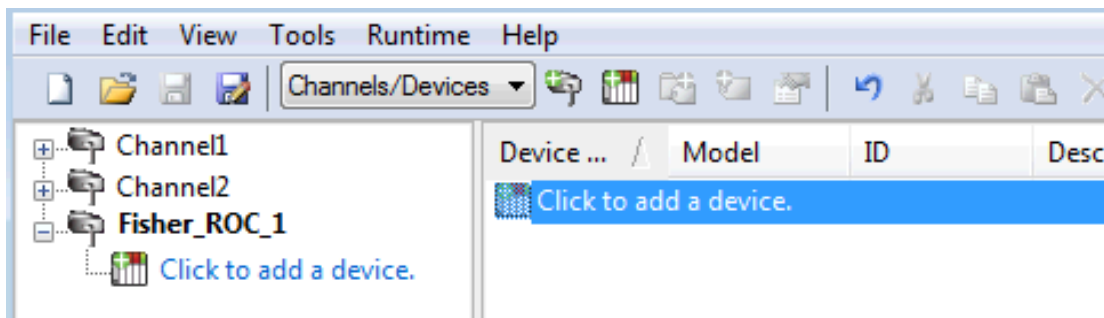 File Edit View Tools Runtime Help
Channels/Devices
Channel1
Channel2
Fisher_ROC_1
Click to add a device.
Device ... Model ID Desc
Click to add a device.